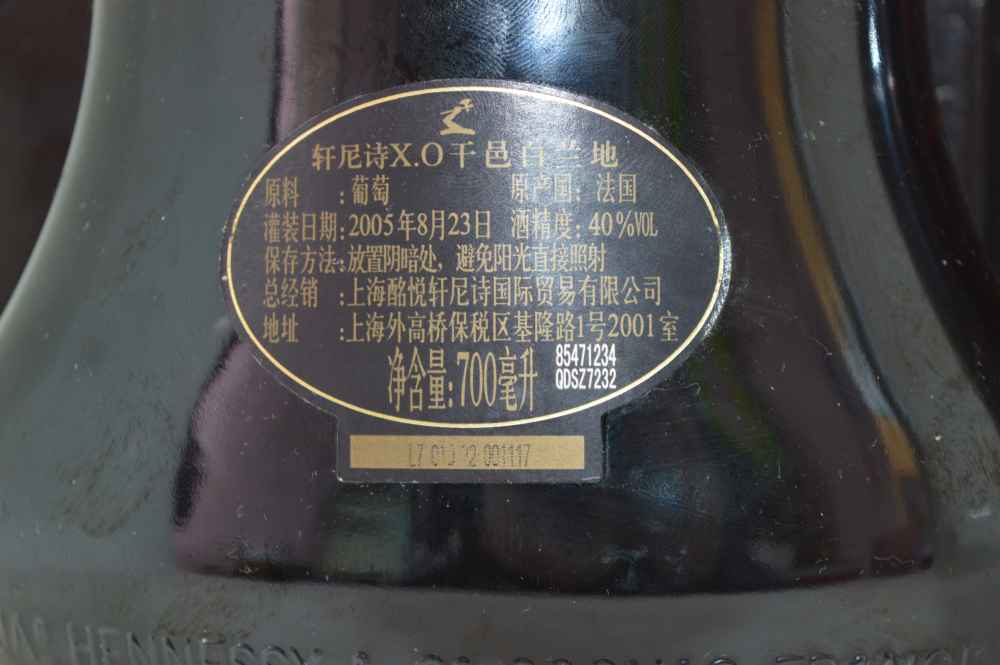 轩尼诗X.O干邑白兰地
原料　:葡萄　原产国：法国
灌装日期:2005年8月23日　酒精度：40%VOL
保存方法:放置阴暗处，避免阳光直接照射
总经销　:上海酩悦轩尼诗国际贸易有限公司
地址　:上海外高桥保税区基隆路1号2001室
净含量:700毫升
85471234
QDSZ7232
001117
HENNESSY & C